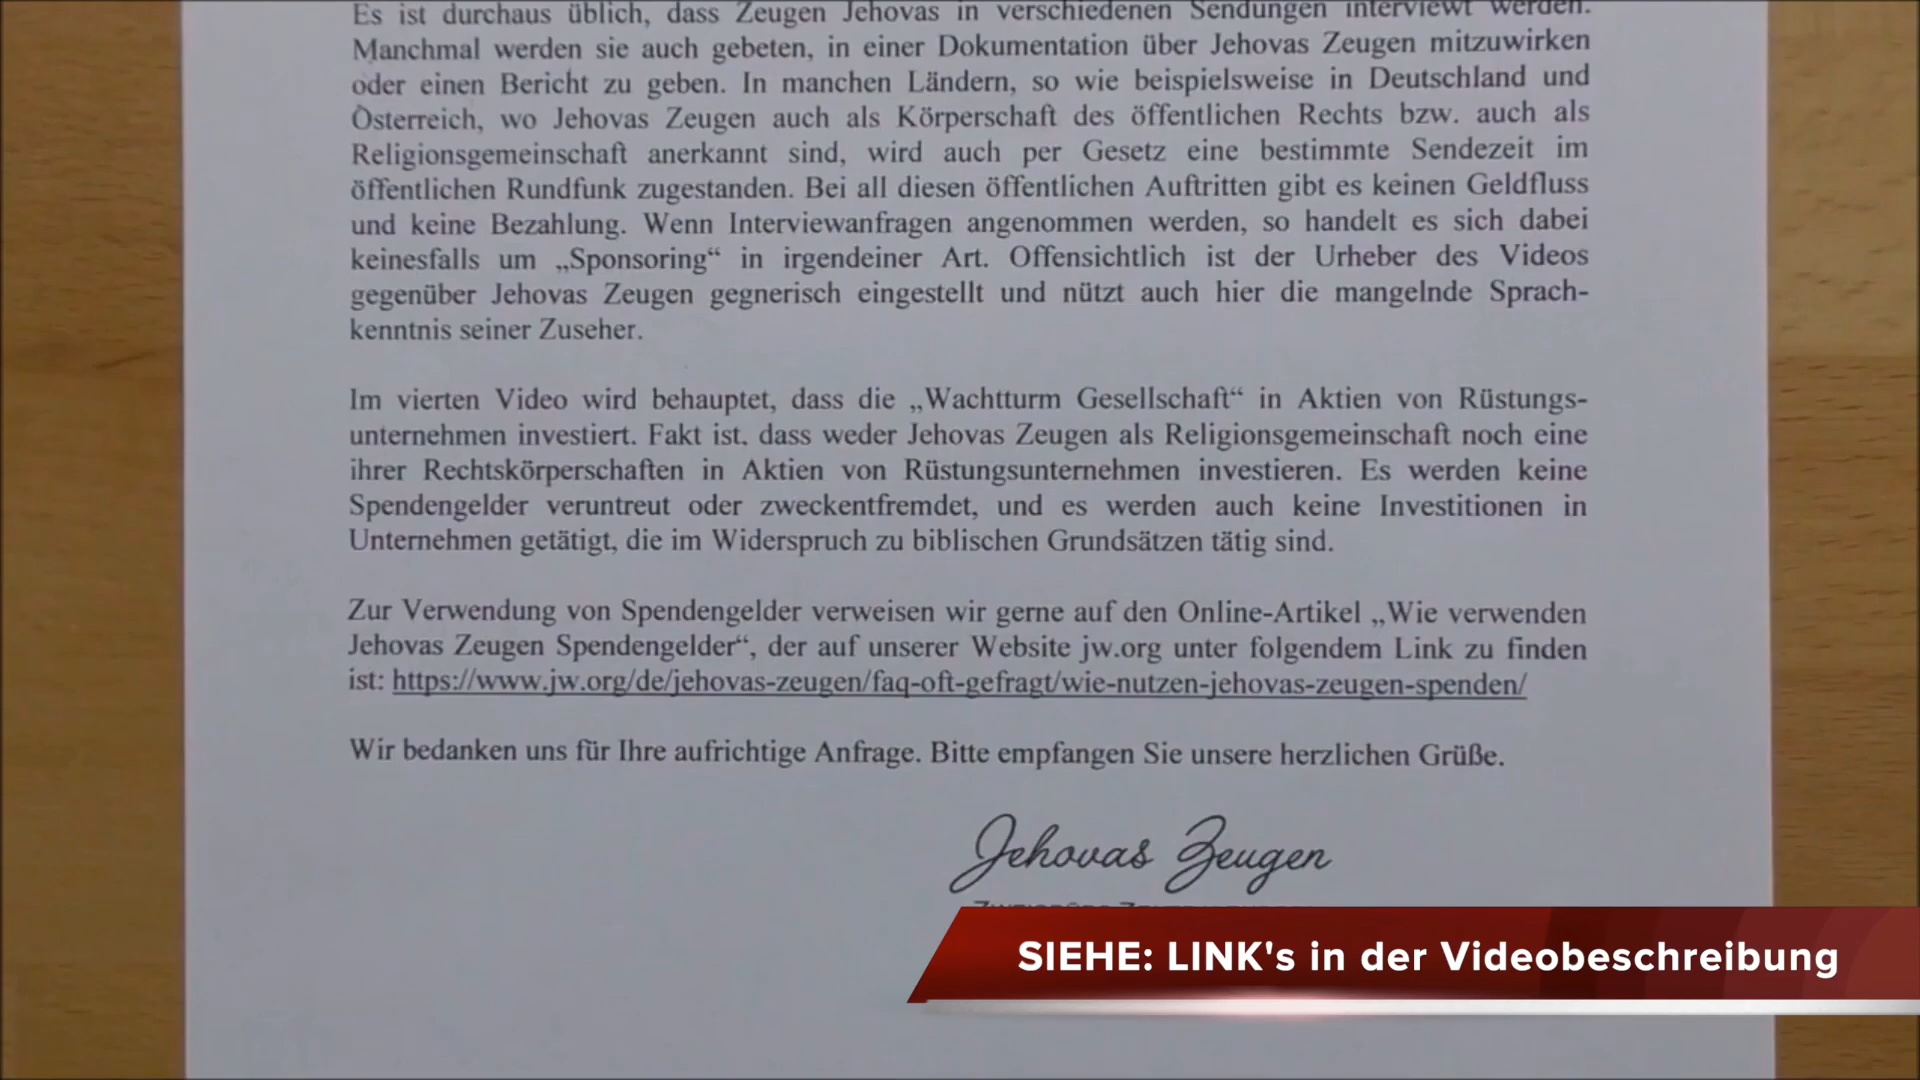 Es ist durchaus üblich, dass Zeugen Jehovas in verschiedenen Sendungen interviewt werden.
Manchmal werden sie auch gebeten, in einer Dokumentation über Jehovas Zeugen mitzuwirken
oder einen Bericht zu geben. In manchen Ländern, so wie beispielsweise in Deutschland und
Österreich, wo Jehovas Zeugen auch als Körperschaft des öffentlichen Rechts bzw. auch als
Religionsgemeinschaft anerkannt sind, wird auch per Gesetz eine bestimmte Sendezeit im
öffentlichen Rundfunk zugestanden. Bei all diesen öffentlichen Auftritten gibt es keinen Geldfluss
und keine Bezahlung. Wenn Interviewanfragen angenommen werden, so handelt es sich dabei
keinesfalls um „Sponsoring“ in irgendeiner Art. Offensichtlich ist der Urheber des Videos
gegenüber Jehovas Zeugen gegnerisch eingestellt und nützt auch hier die mangelnde Sprach-
kenntnis seiner Zuseher.
Im vierten Video wird behauptet, dass die „Wachtturm Gesellschaft“ in Aktien von Rüstungs-
unternehmen investiert. Fakt ist, dass weder Jehovas Zeugen als Religionsgemeinschaft noch eine
ihrer Rechtskörperschaften in Aktien von Rüstungsunternehmen investieren. Es werden keine
Spendengelder veruntreut oder zweckentfremdet, und es werden auch keine Investitionen in
Unternehmen getätigt, die im Widerspruch zu biblischen Grundsätzen tätig sind.
Zur Verwendung von Spendengelder verweisen wir gerne auf den Online-Artikel „Wie verwenden
Jehovas Zeugen Spendengelder“, der auf unserer Website jw.org unter folgendem Link zu finden
ist: https://www.jw.org/de/jehovas-zeugen/faq-oft-gefragt/wie-nutzen-jehovas-zeugen-spenden/
Wir bedanken uns für Ihre aufrichtige Anfrage. Bitte empfangen Sie unsere herzlichen Grüße.
Jehovas Zeugen
SIEHE: LINK's in der Videobeschreibung